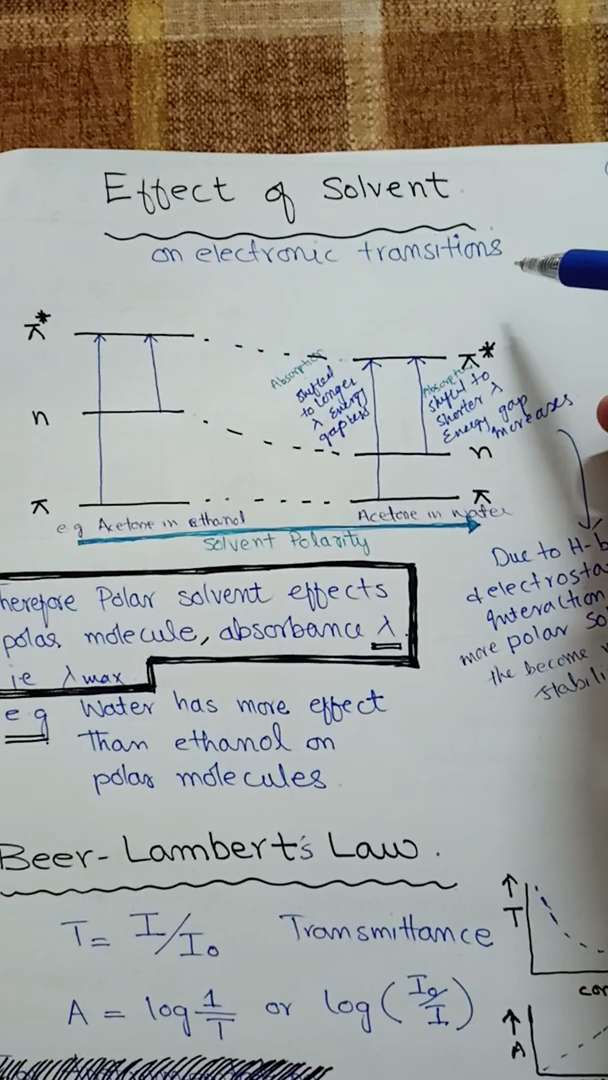 Effect of Solvent
on electronic transitions
π*
n
π
Absorption
shifted
to longer
λ Energy
gap less
Absorption
shifted to
shorter λ
Energy gap
increases
π*
n
π
eg Acetone in ethanol
Acetone in water
solvent Polarity
Due to H-b
& electrosta
interaction
more polar So
the become
stabili
herefore Polar solvent effects
polar molecule, absorbance λ
ie λmax
eg Water has more effect
Than ethanol on
polar molecules
Beer-Lambert's Law.
T = I/I₀ Transmittance
A = log 1/T or log (I₀/I)
T
con
A